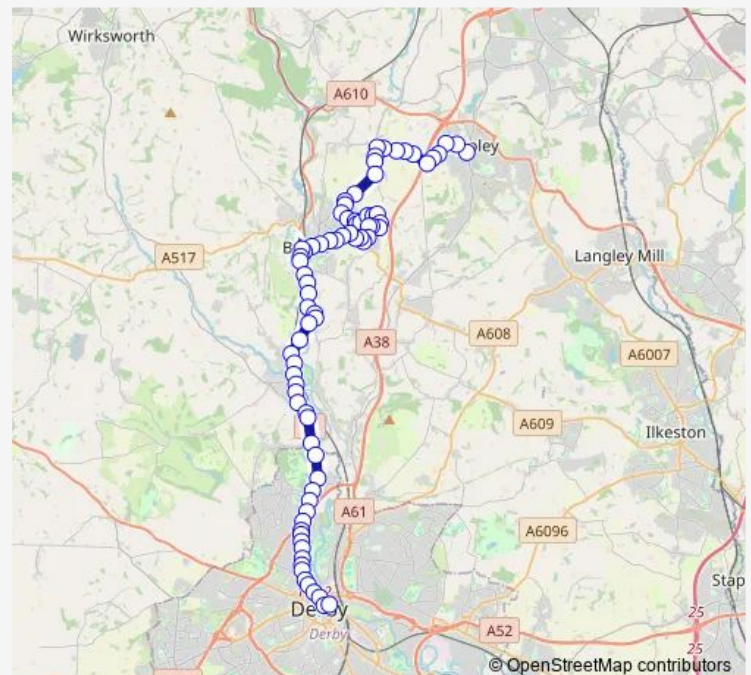 Wirksworth
A610
pley
B
A517
Langley Mill
A608
A38
A6007
A609
Ilkeston
A61
A6096
Stap
Derby
Derby
A52
25
25
© OpenStreetMap contributors